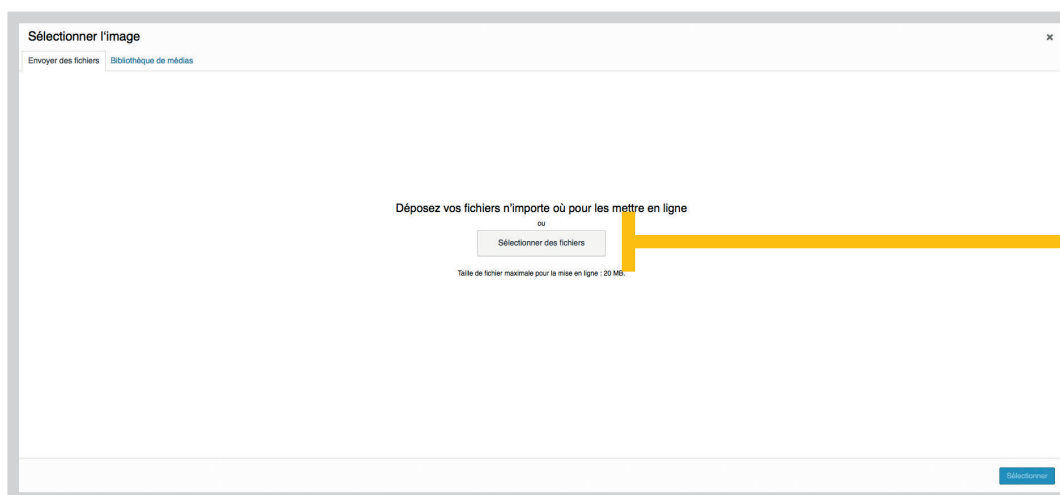 Sélectionner l'image
×
Envoyer des fichiers Bibliothèque de médias
Déposez vos fichiers n'importe où pour les mettre en ligne
ou
Sélectionner des fichiers
Taille de fichier maximale pour la mise en ligne : 20 MB.
Sélectionner